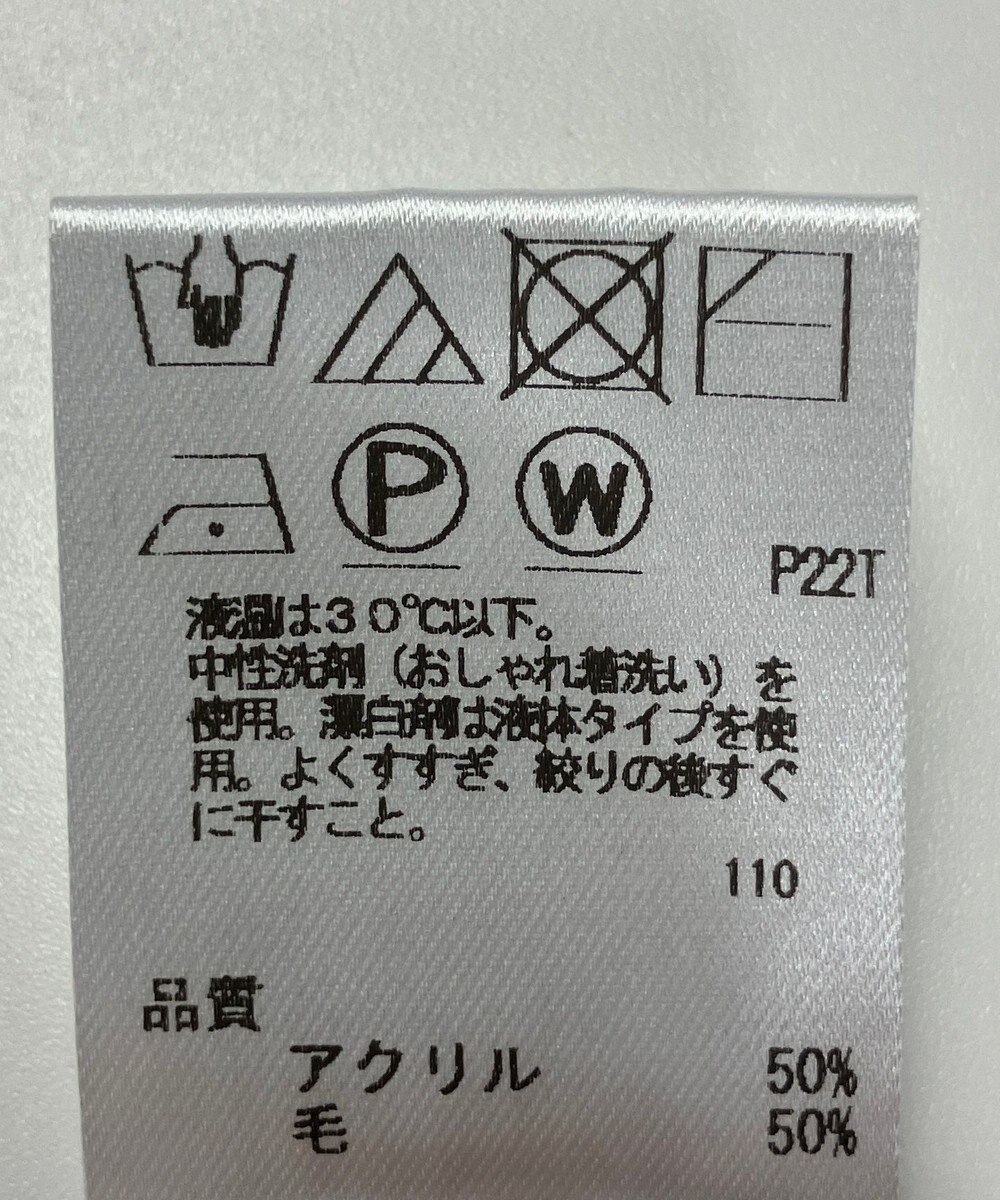 P
W
P22T
液温は30℃以下。
中性洗剤(おしゃれ着洗い)を
使用。漂白剤は液体タイプを使
用。よくすすぎ、絞りの後すぐ
に干すこと。
110
品質
アクリル 50%
毛 50%